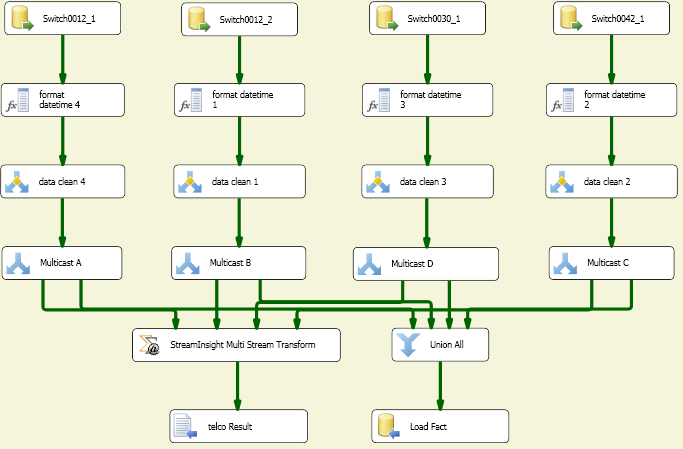 Switch0012_1
Switch0012_2
Switch0030_1
Switch0042_1
format
datetime 4
format datetime
1
format datetime
3
format datetime
2
data clean 4
data clean 1
data clean 3
data clean 2
Multicast A
Multicast B
Multicast D
Multicast C
StreamInsight Multi Stream Transform
Union All
telco Result
Load Fact